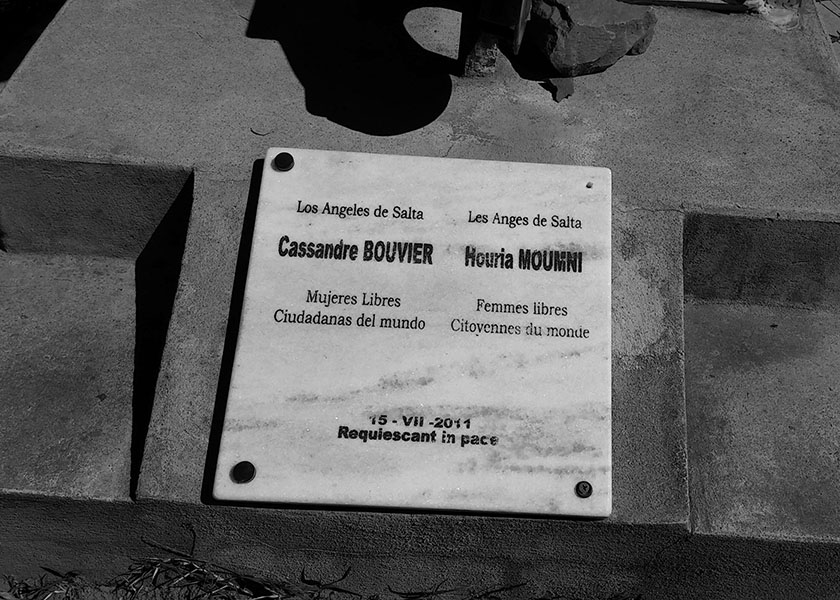 Los Angeles de Salta
Cassandre BOUVIER
Mujeres Libres
Ciudadanas del mundo
Les Anges de Salta
Houria MOUMNI
Femmes libres
Citoyennes du monde
15 - VII -2011
Requiescant in pace